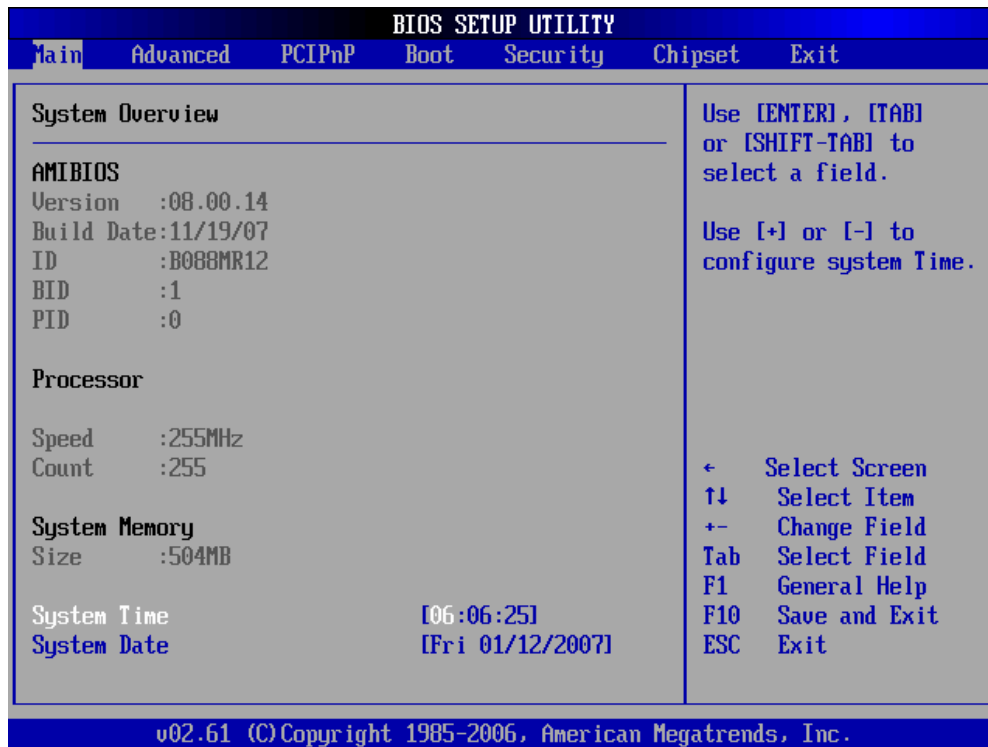 BIOS SETUP UTILITY
Main Advanced PCIPnP Boot Security Chipset Exit
System Overview
AMIBIOS
Version :08.00.14
Build Date:11/19/07
ID :B088MR12
BID :1
PID :0
Processor
Speed :255MHz
Count :255
System Memory
Size :504MB
System Time [06:06:25]
System Date [Fri 01/12/2007]
Use [ENTER], [TAB]
or [SHIFT-TAB] to
select a field.
Use [+] or [-] to
configure system Time.
← Select Screen
↑↓ Select Item
+- Change Field
Tab Select Field
F1 General Help
F10 Save and Exit
ESC Exit
v02.61 (C)Copyright 1985-2006, American Megatrends, Inc.